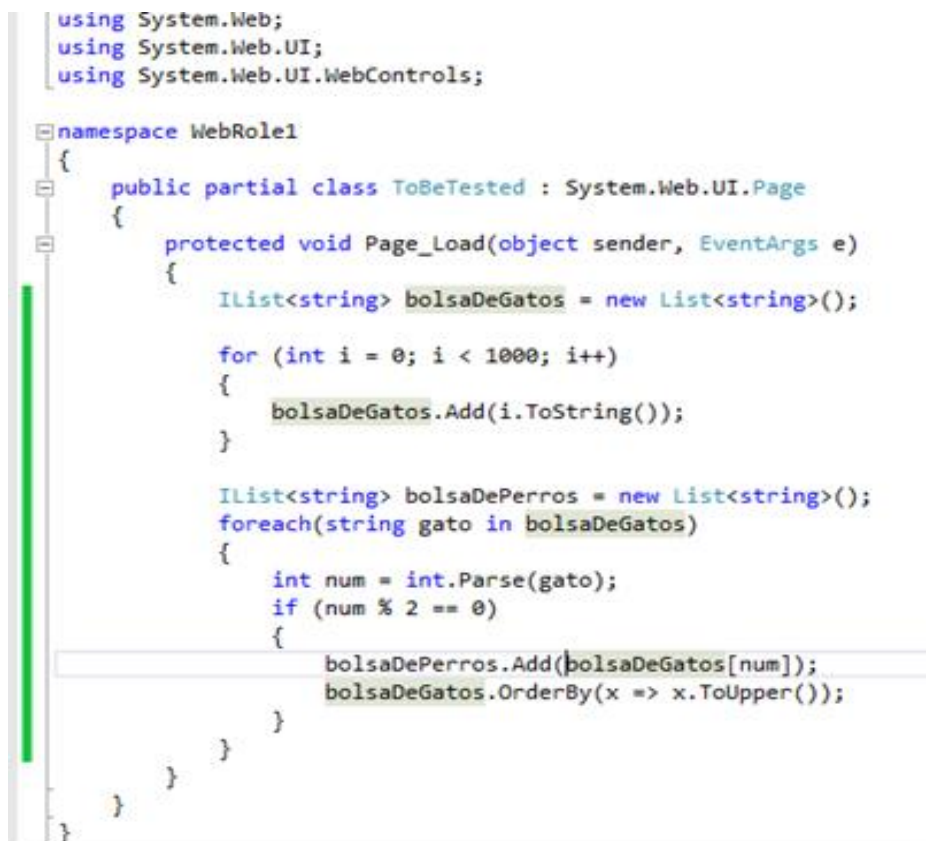 using System.Web;
using System.Web.UI;
using System.Web.UI.WebControls;
namespace WebRole1
{
public partial class ToBeTested : System.Web.UI.Page
{
protected void Page_Load(object sender, EventArgs e)
{
IList<string> bolsaDeGatos = new List<string>();
for (int i = 0; i < 1000; i++)
{
bolsaDeGatos.Add(i.ToString());
}
IList<string> bolsaDePerros = new List<string>();
foreach(string gato in bolsaDeGatos)
{
int num = int.Parse(gato);
if (num % 2 == 0)
{
bolsaDePerros.Add(bolsaDeGatos[num]);
bolsaDeGatos.OrderBy(x => x.ToUpper());
}
}
}
}
}